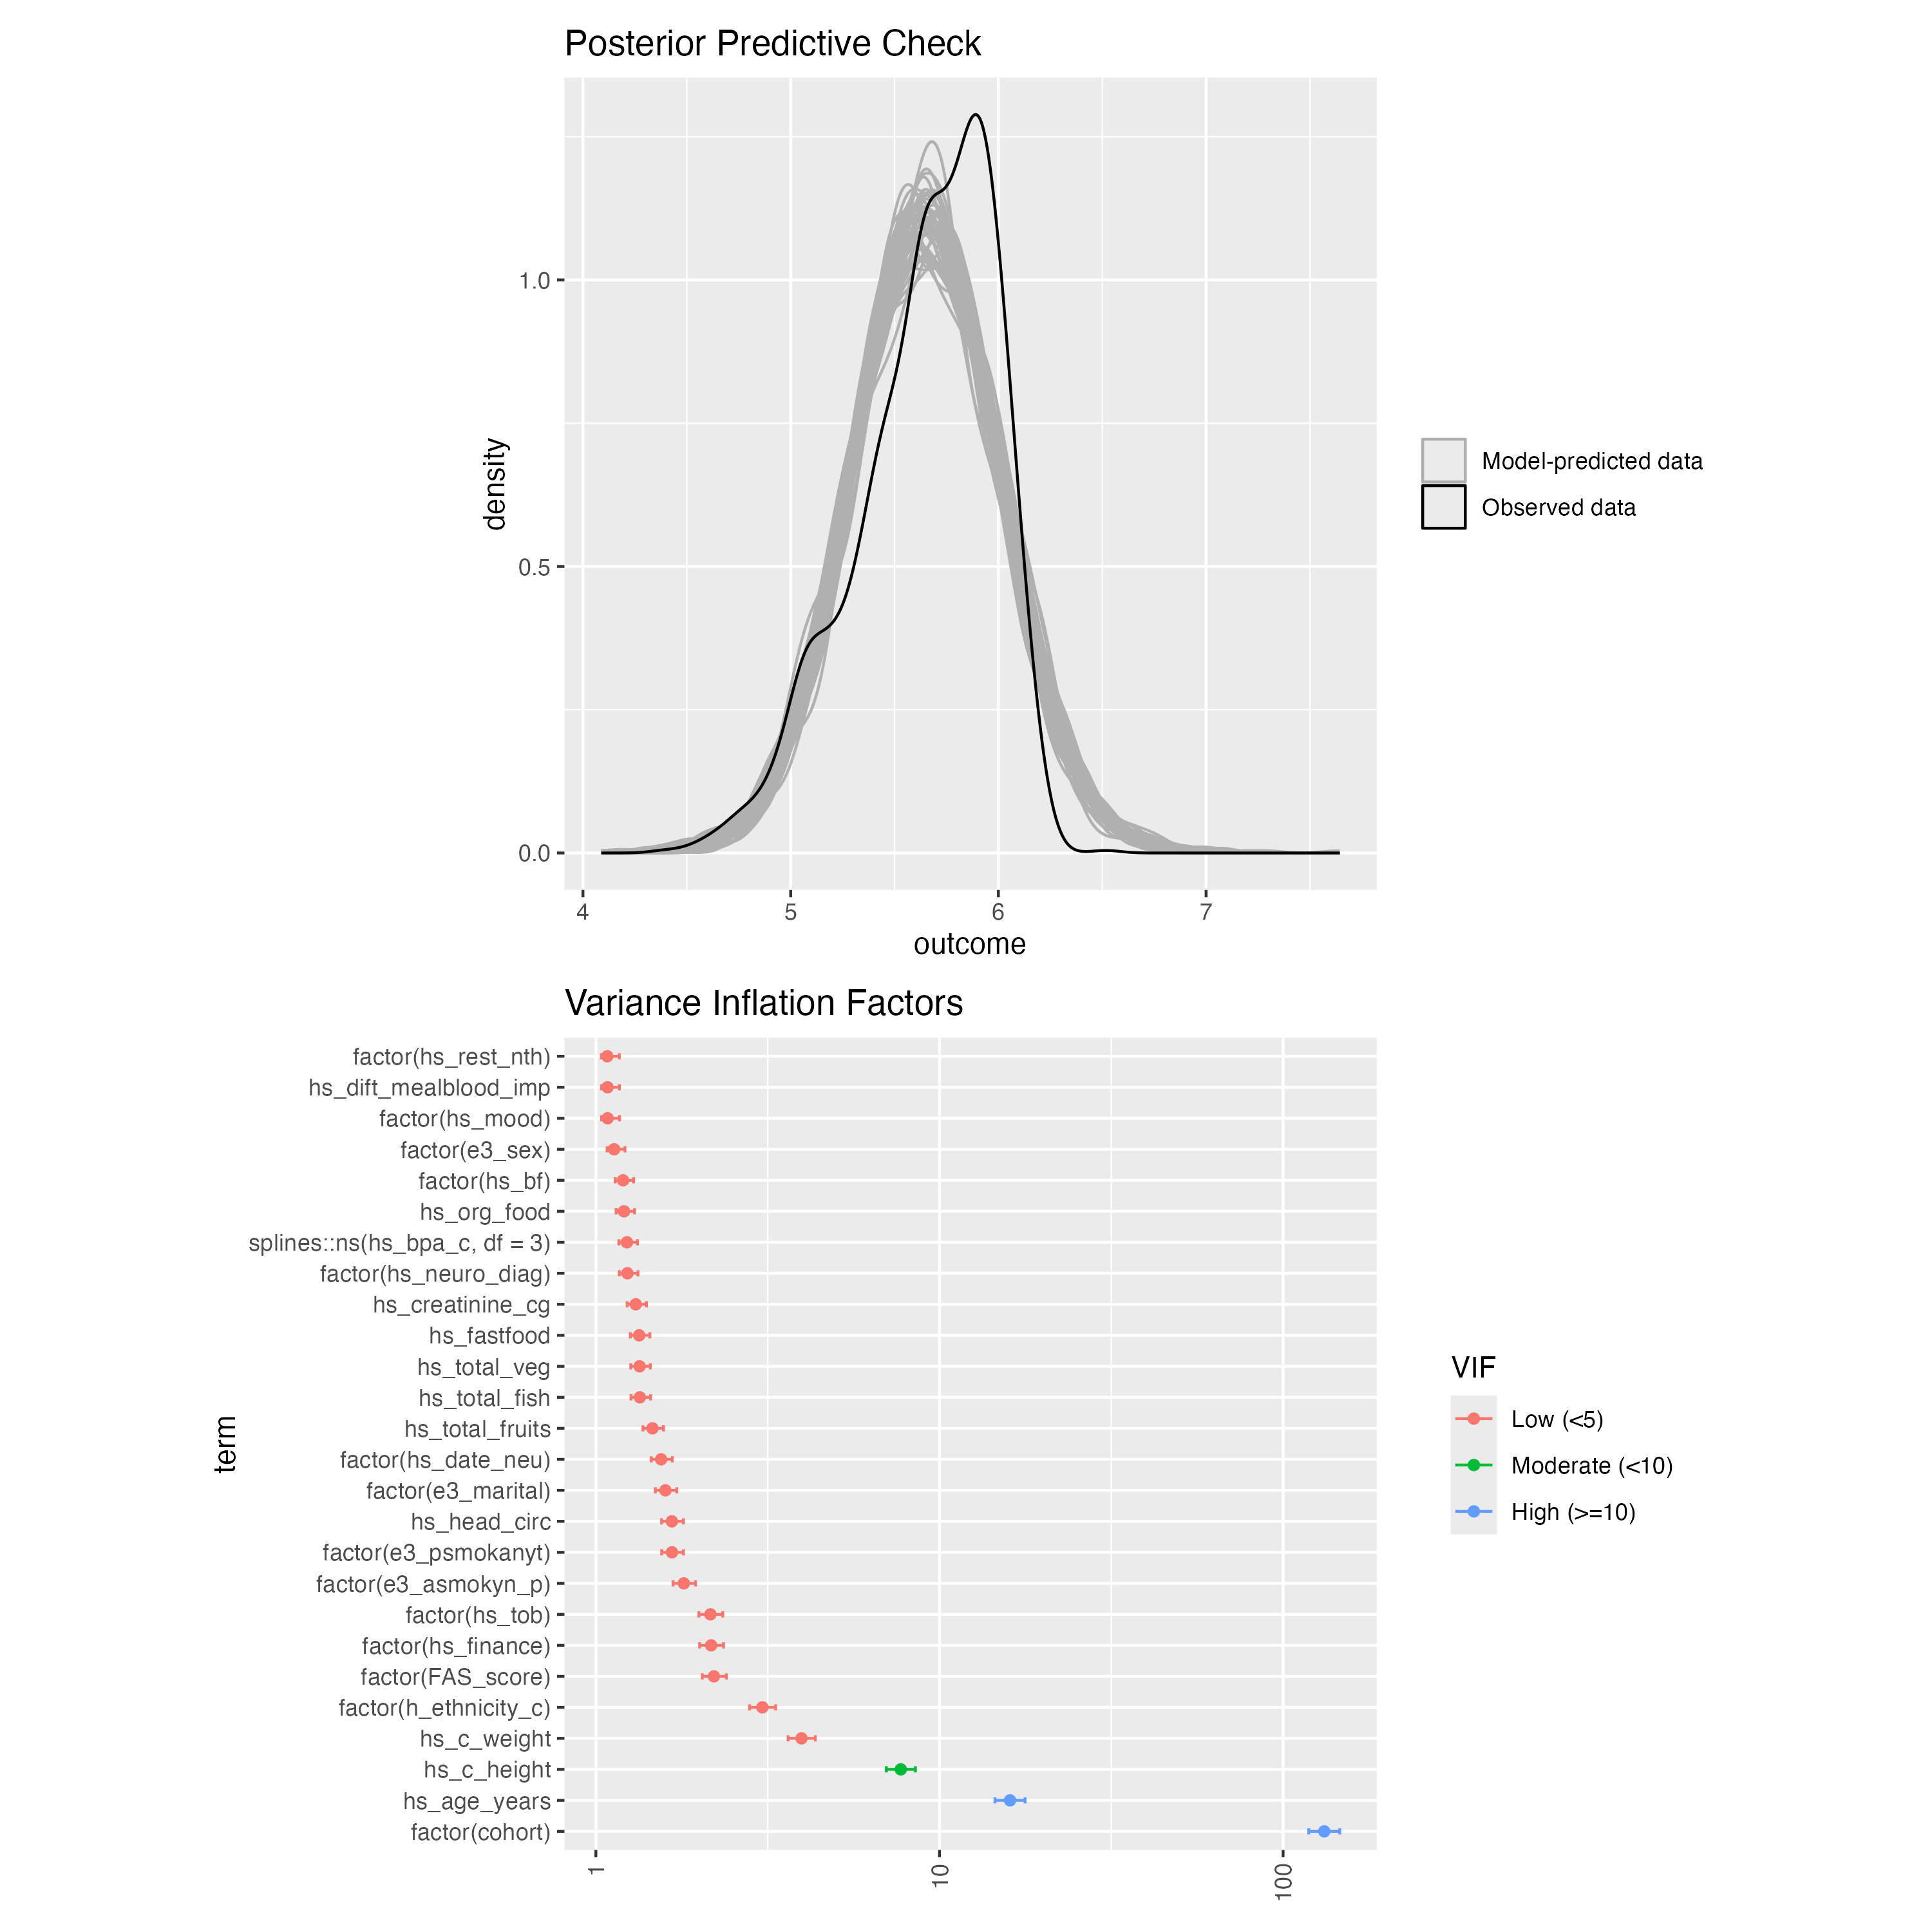 Posterior Predictive Check
density
1.0
0.5
0.0
4
5
6
7
outcome
Model-predicted data
Observed data
Variance Inflation Factors
term
factor(hs_rest_nth)
hs_dift_mealblood_imp
factor(hs_mood)
factor(e3_sex)
factor(hs_bf)
hs_org_food
splines::ns(hs_bpa_c, df = 3)
factor(hs_neuro_diag)
hs_creatinine_cg
hs_fastfood
hs_total_veg
hs_total_fish
hs_total_fruits
factor(hs_date_neu)
factor(e3_marital)
hs_head_circ
factor(e3_psmokanyt)
factor(e3_asmokyn_p)
factor(hs_tob)
factor(hs_finance)
factor(FAS_score)
factor(h_ethnicity_c)
hs_c_weight
hs_c_height
hs_age_years
factor(cohort)
1
10
100
VIF
Low (<5)
Moderate (<10)
High (>=10)